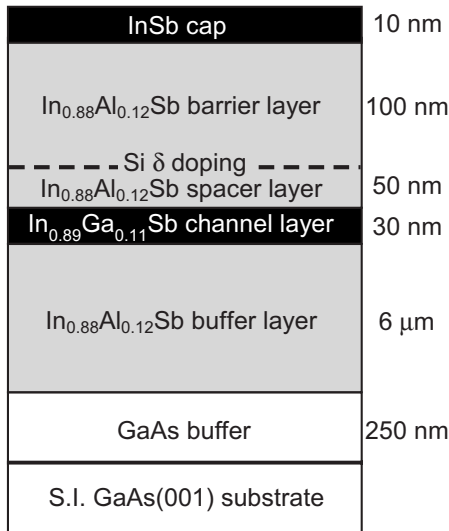 InSb cap 10 nm
In0.88Al0.12Sb barrier layer 100 nm
Si δ doping
In0.88Al0.12Sb spacer layer 50 nm
In0.89Ga0.11Sb channel layer 30 nm
In0.88Al0.12Sb buffer layer 6 μm
GaAs buffer 250 nm
S.I. GaAs(001) substrate